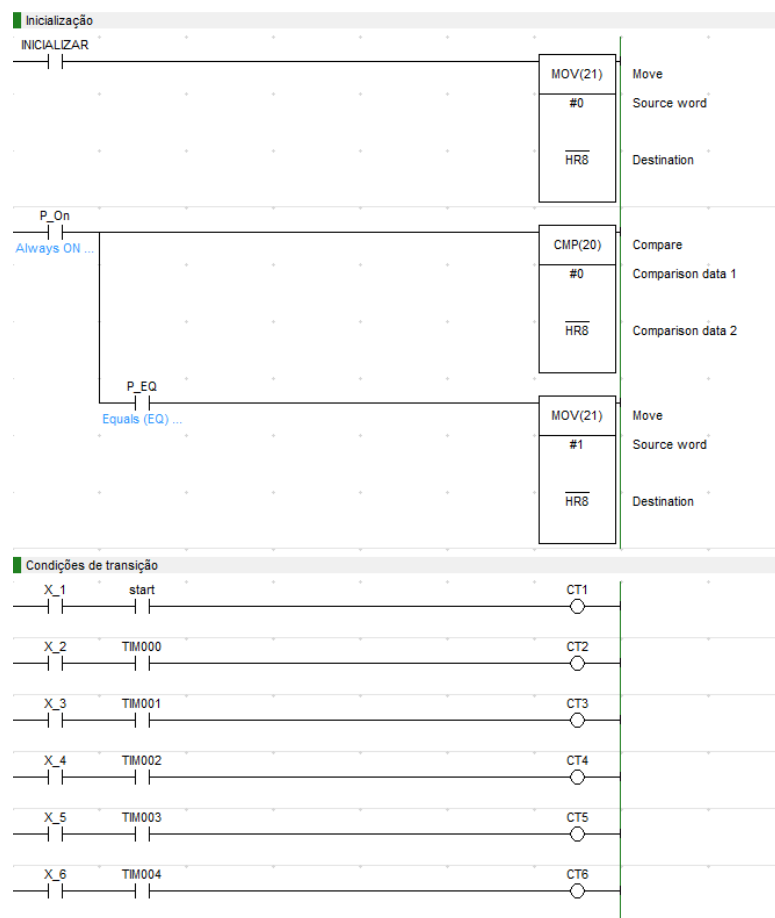 Inicialização
INICIALIZAR
MOV(21) Move
#0 Source word
HR8 Destination
P_On
Always ON ...
CMP(20) Compare
#0 Comparison data 1
HR8 Comparison data 2
P_EQ
Equals (EQ) ...
MOV(21) Move
#1 Source word
HR8 Destination
Condições de transição
X_1 start CT1
X_2 TIM000 CT2
X_3 TIM001 CT3
X_4 TIM002 CT4
X_5 TIM003 CT5
X_6 TIM004 CT6